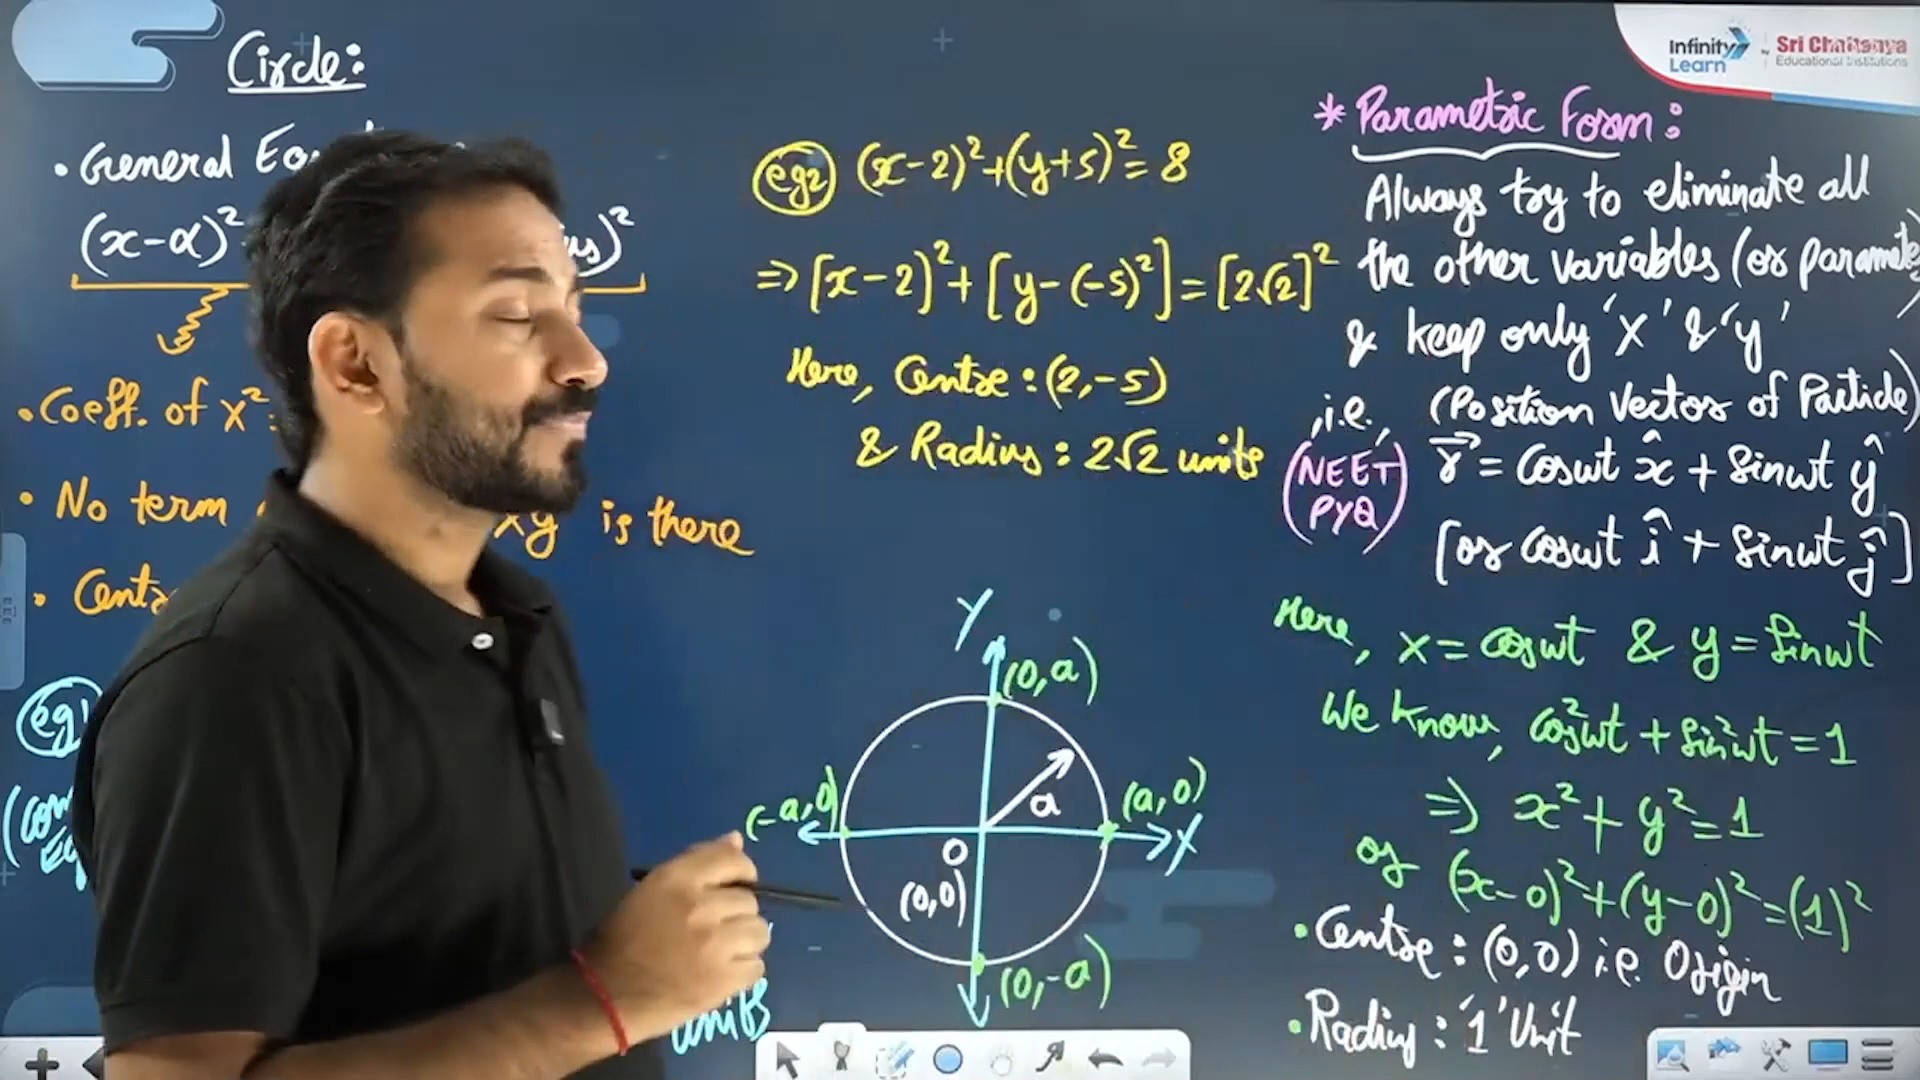 Circle:
• General
(x-α)²
)²
• Coeff. of x²
• No term xy is there
•
eg1
units
eg2 (x-2)²+(y+5)²=8
⇒[x-2]²+[y-(-5)²]=[2√2]²
Here, Centre:(2,-5)
& Radius: 2√2 units
Y
(0,a)
(-a,0)
a
(a,0)
X
O
(0,0)
(0,-a)
Infinity Learn by Sri Chaitanya Educational Institutions
* Parametric Form:
Always try to eliminate all
the other variables (or
& keep only 'x' & 'y'
i.e., (Position Vector of Particle)
(NEET PYQ) r⃗ = Cosωt x̂ + Sinωt ŷ
[or cosωt î + Sinωt ĵ]
Here, x = cosωt & y = Sinωt
We know, cos²ωt + sin²ωt = 1
⇒ x² + y² = 1
or (x-0)²+(y-0)²=(1)²
• Centre: (0,0) i.e. Origin
• Radius: '1' Unit